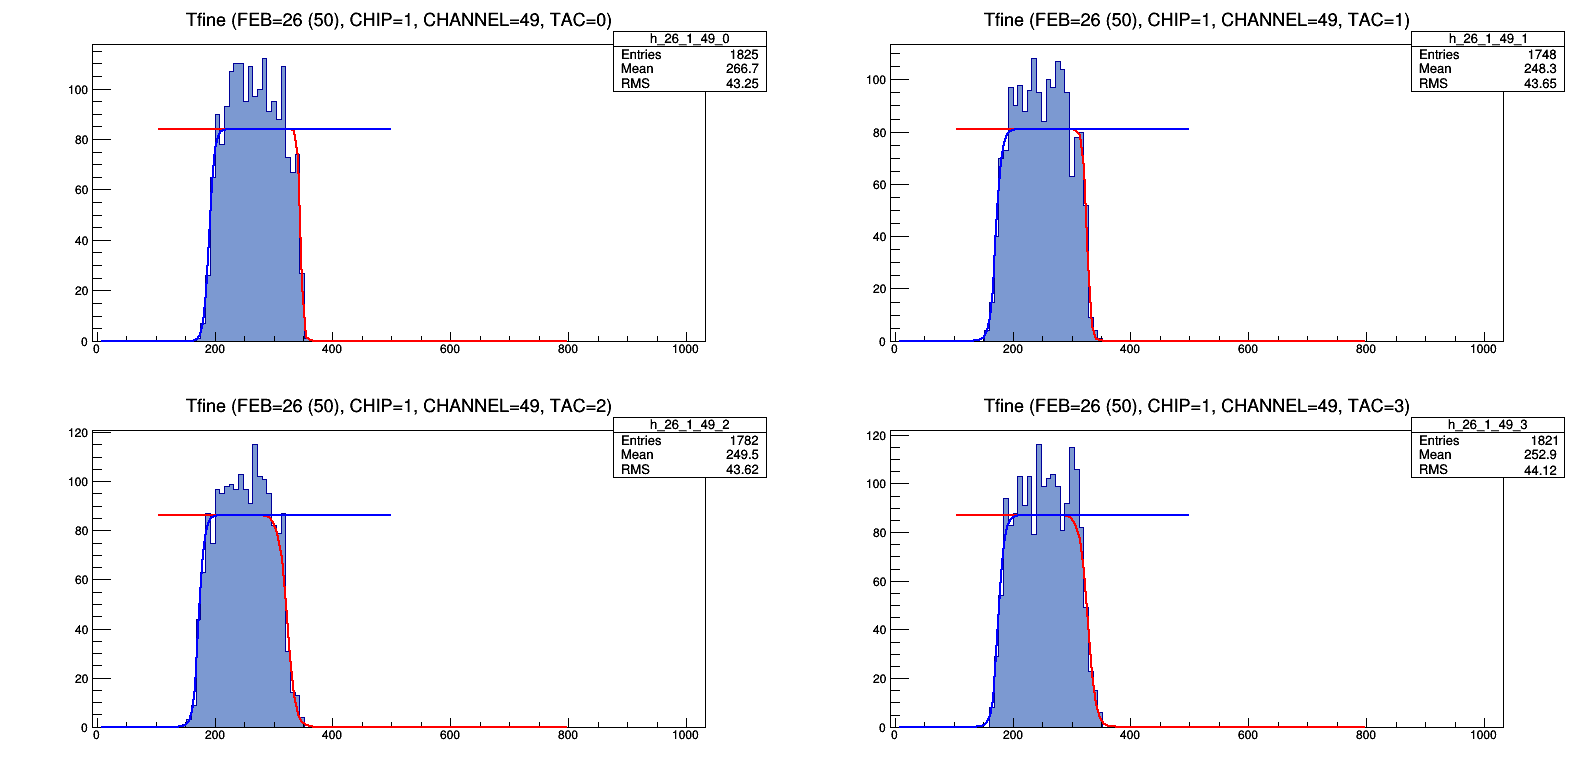 Tfine (FEB=26 (50), CHIP=1, CHANNEL=49, TAC=0)
h_26_1_49_0
Entries 1825
Mean 266.7
RMS 43.25
100
80
60
40
20
0
0 200 400 600 800 1000
Tfine (FEB=26 (50), CHIP=1, CHANNEL=49, TAC=1)
h_26_1_49_1
Entries 1748
Mean 248.3
RMS 43.65
100
80
60
40
20
0
0 200 400 600 800 1000
Tfine (FEB=26 (50), CHIP=1, CHANNEL=49, TAC=2)
h_26_1_49_2
Entries 1782
Mean 249.5
RMS 43.62
120
100
80
60
40
20
0
0 200 400 600 800 1000
Tfine (FEB=26 (50), CHIP=1, CHANNEL=49, TAC=3)
h_26_1_49_3
Entries 1821
Mean 252.9
RMS 44.12
120
100
80
60
40
20
0
0 200 400 600 800 1000